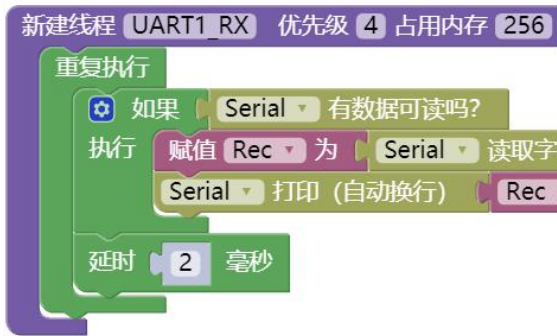 新建线程 UART1_RX 优先级 4 占用内存 256
重复执行
如果 Serial 有数据可读吗?
执行 赋值 Rec 为 Serial 读取字
Serial 打印（自动换行） Rec
延时 2 毫秒